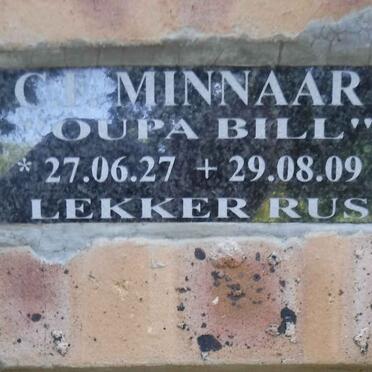 MINNAAR
"OUPA BILL"
* 27.06.27 + 29.08.09
LEKKER RUS